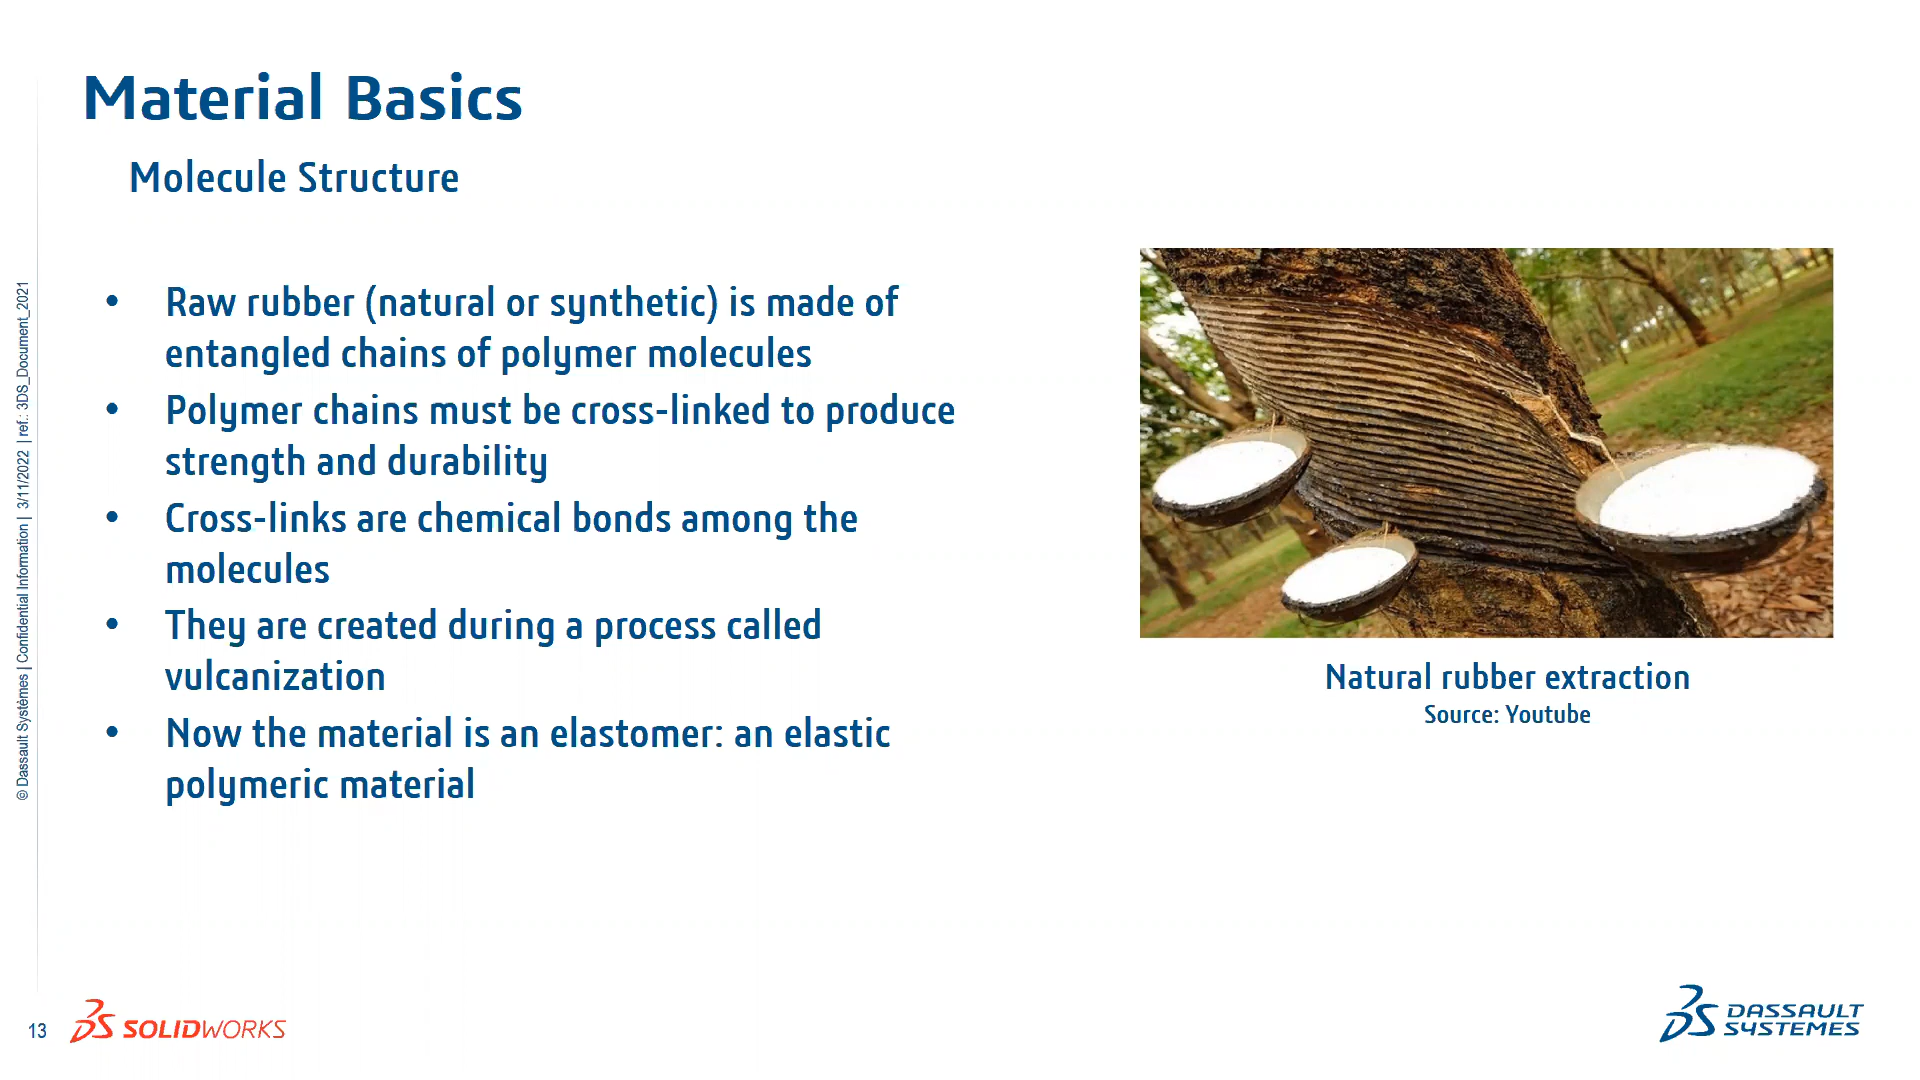 Material Basics
Molecule Structure
• Raw rubber (natural or synthetic) is made of
entangled chains of polymer molecules
• Polymer chains must be cross-linked to produce
strength and durability
• Cross-links are chemical bonds among the
molecules
• They are created during a process called
vulcanization
• Now the material is an elastomer: an elastic
polymeric material
Natural rubber extraction
Source: Youtube
© Dassault Systèmes | Confidential Information | 3/11/2022 | ref.: 3DS_Document_2021
13
3DS SOLIDWORKS
3DS DASSAULT
SYSTEMES